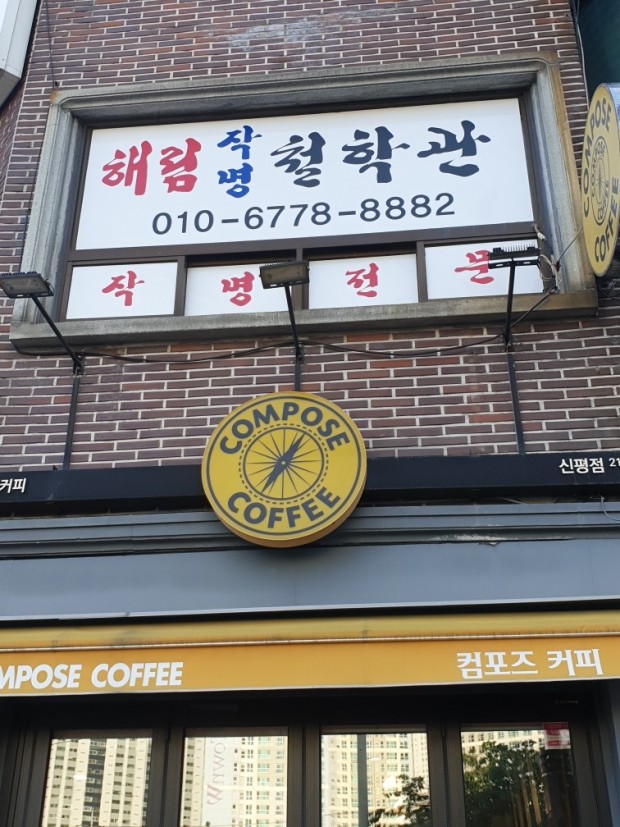 해림 작명 철학관
010-6778-8882
작 명 전 문
COMPOSE COFFEE
COMPOSE COFFEE
커피
신평점 21
MPOSE COFFEE
컴포즈 커피